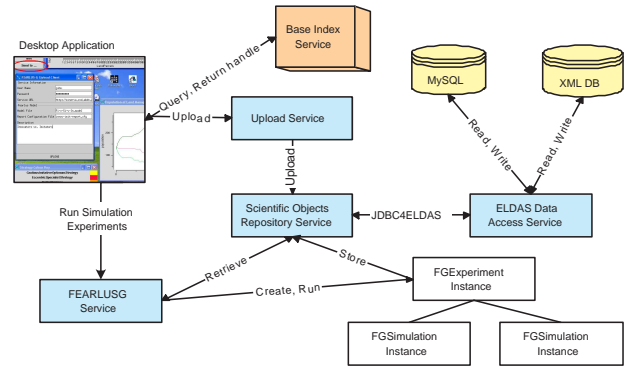 Desktop Application
Base Index
Service
MySQL
XML DB
Query, Return handle
Upload
Upload Service
Read, Write
Read, Write
Upload
Run Simulation
Experiments
Scientific Objects
Repository Service
JDBC4ELDAS
ELDAS Data
Access Service
Retrieve
Store
Create, Run
FEARLUSG
Service
FGExperiment
Instance
FGSimulation
Instance
FGSimulation
Instance